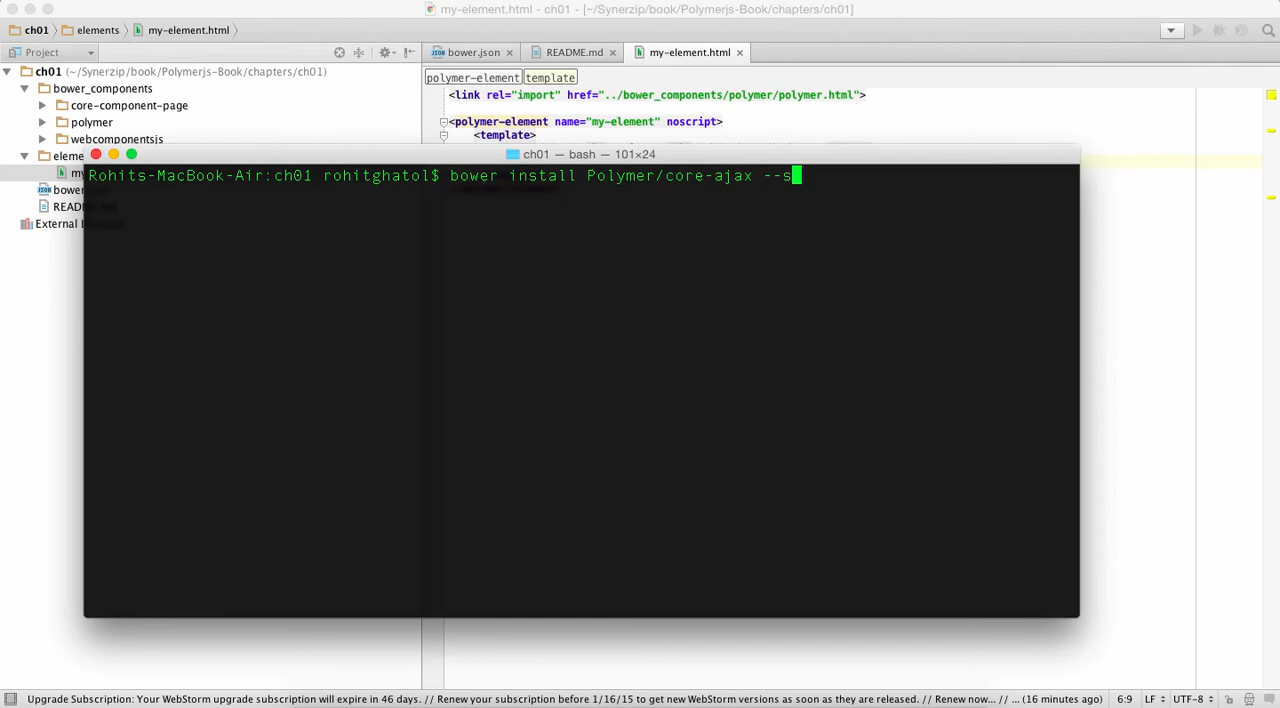 my-element.html - ch01 - [~/Synerzip/book/Polymerjs-Book/chapters/ch01]
ch01 elements my-element.html
Project
bower.json README.md my-element.html
ch01 (~/Synerzip/book/Polymerjs-Book/chapters/ch01)
bower_components
core-component-page
polymer
webcompontsjs
eleme
my
bower
READ
External
polymer-element template
<link rel="import" href="../bower_components/polymer/polymer.html">
<polymer-element name="my-element" noscript>
<template>
ch01 — bash — 101×24
Rohits-MacBook-Air:ch01 rohitghatol$ bower install Polymer/core-ajax --s
Upgrade Subscription: Your WebStorm upgrade subscription will expire in 46 days. // Renew your subscription before 1/16/15 to get new WebStorm versions as soon as they are released. // Renew now... // ... (16 minutes ago) 6:9 LF UTF-8